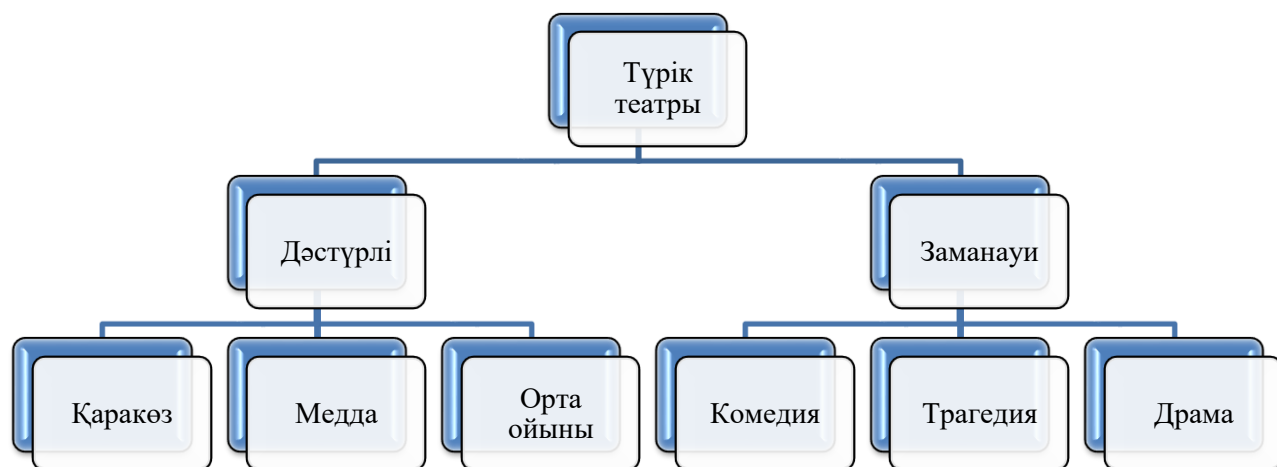 Түрік
театры
Дәстүрлі
Заманауи
Қаракөз
Медда
Орта
ойыны
Комедия
Трагедия
Драма